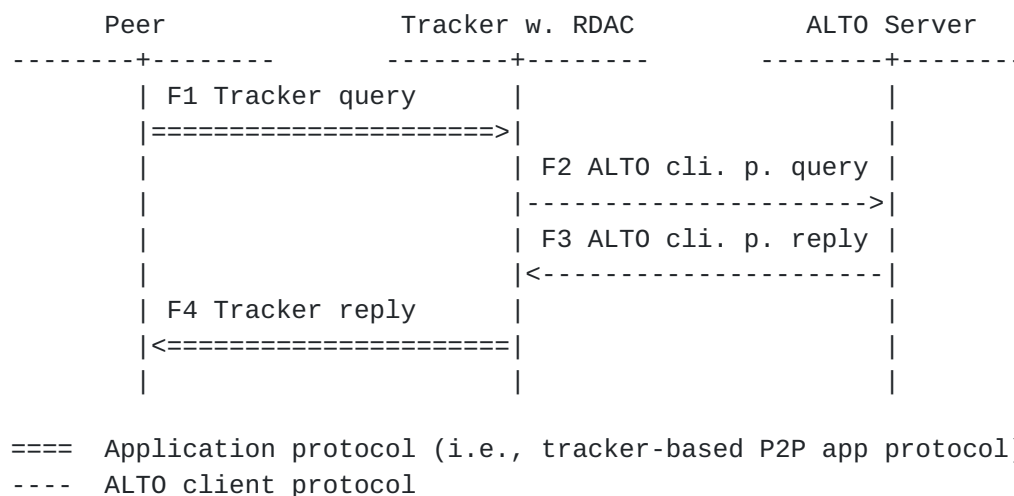 Peer               Tracker w. RDAC           ALTO Server
--------+--------       --------+--------       --------+--------
        | F1 Tracker query      |                       |
        |======================>|                       |
        |                       | F2 ALTO cli. p. query |
        |                       |---------------------->|
        |                       | F3 ALTO cli. p. reply |
        |                       |<----------------------|
        | F4 Tracker reply      |                       |
        |<======================|                       |
        |                       |                       |

====  Application protocol (i.e., tracker-based P2P app protocol)
----  ALTO client protocol